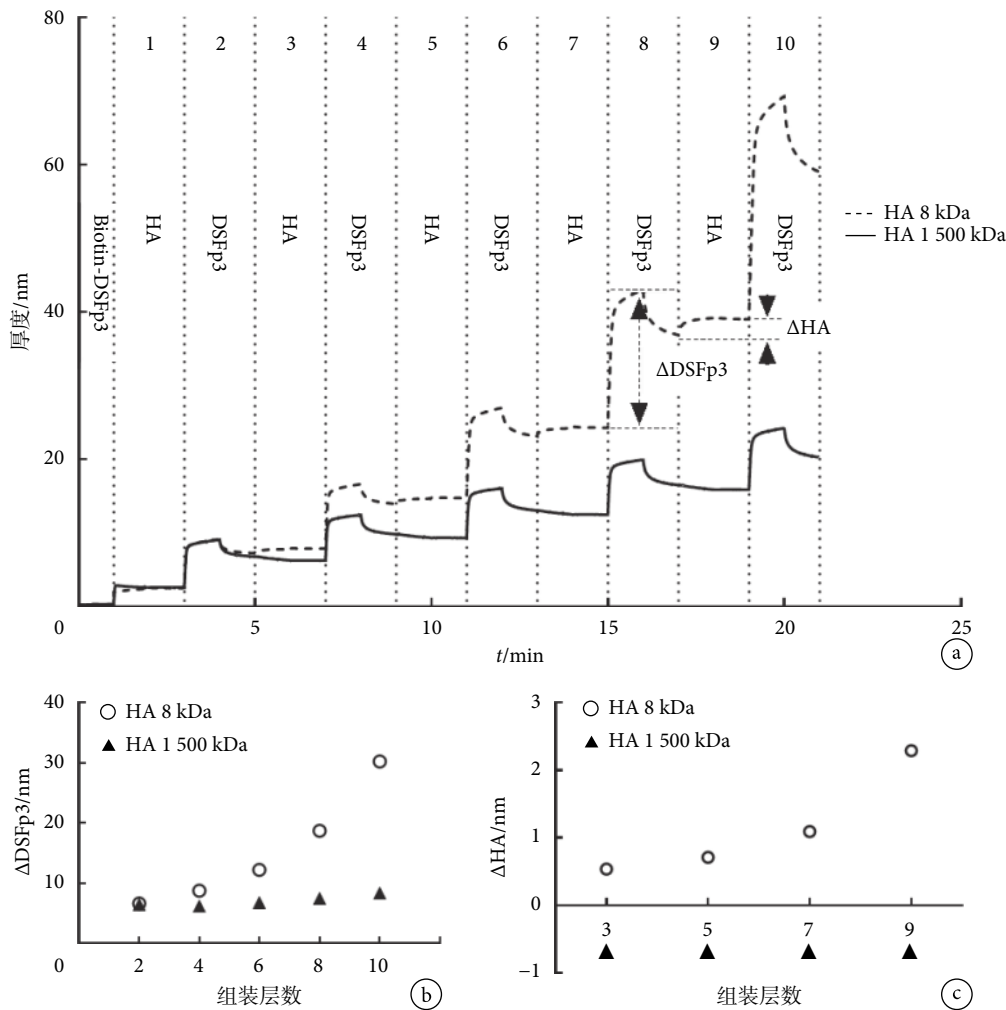 80
60
40
20
0
厚度/nm
1 2 3 4 5 6 7 8 9 10
Biotin-DSFp3
HA
DSFp3
HA
DSFp3
HA
DSFp3
HA
DSFp3
HA
DSFp3
HA 8 kDa
HA 1 500 kDa
ΔHA
ΔDSFp3
5 10 15 20 25
t/min
a
40
30
20
10
0
ΔDSFp3/nm
HA 8 kDa
HA 1 500 kDa
2 4 6 8 10
组装层数
b
3
2
1
0
−1
ΔHA/nm
HA 8 kDa
HA 1 500 kDa
3 5 7 9
组装层数
c